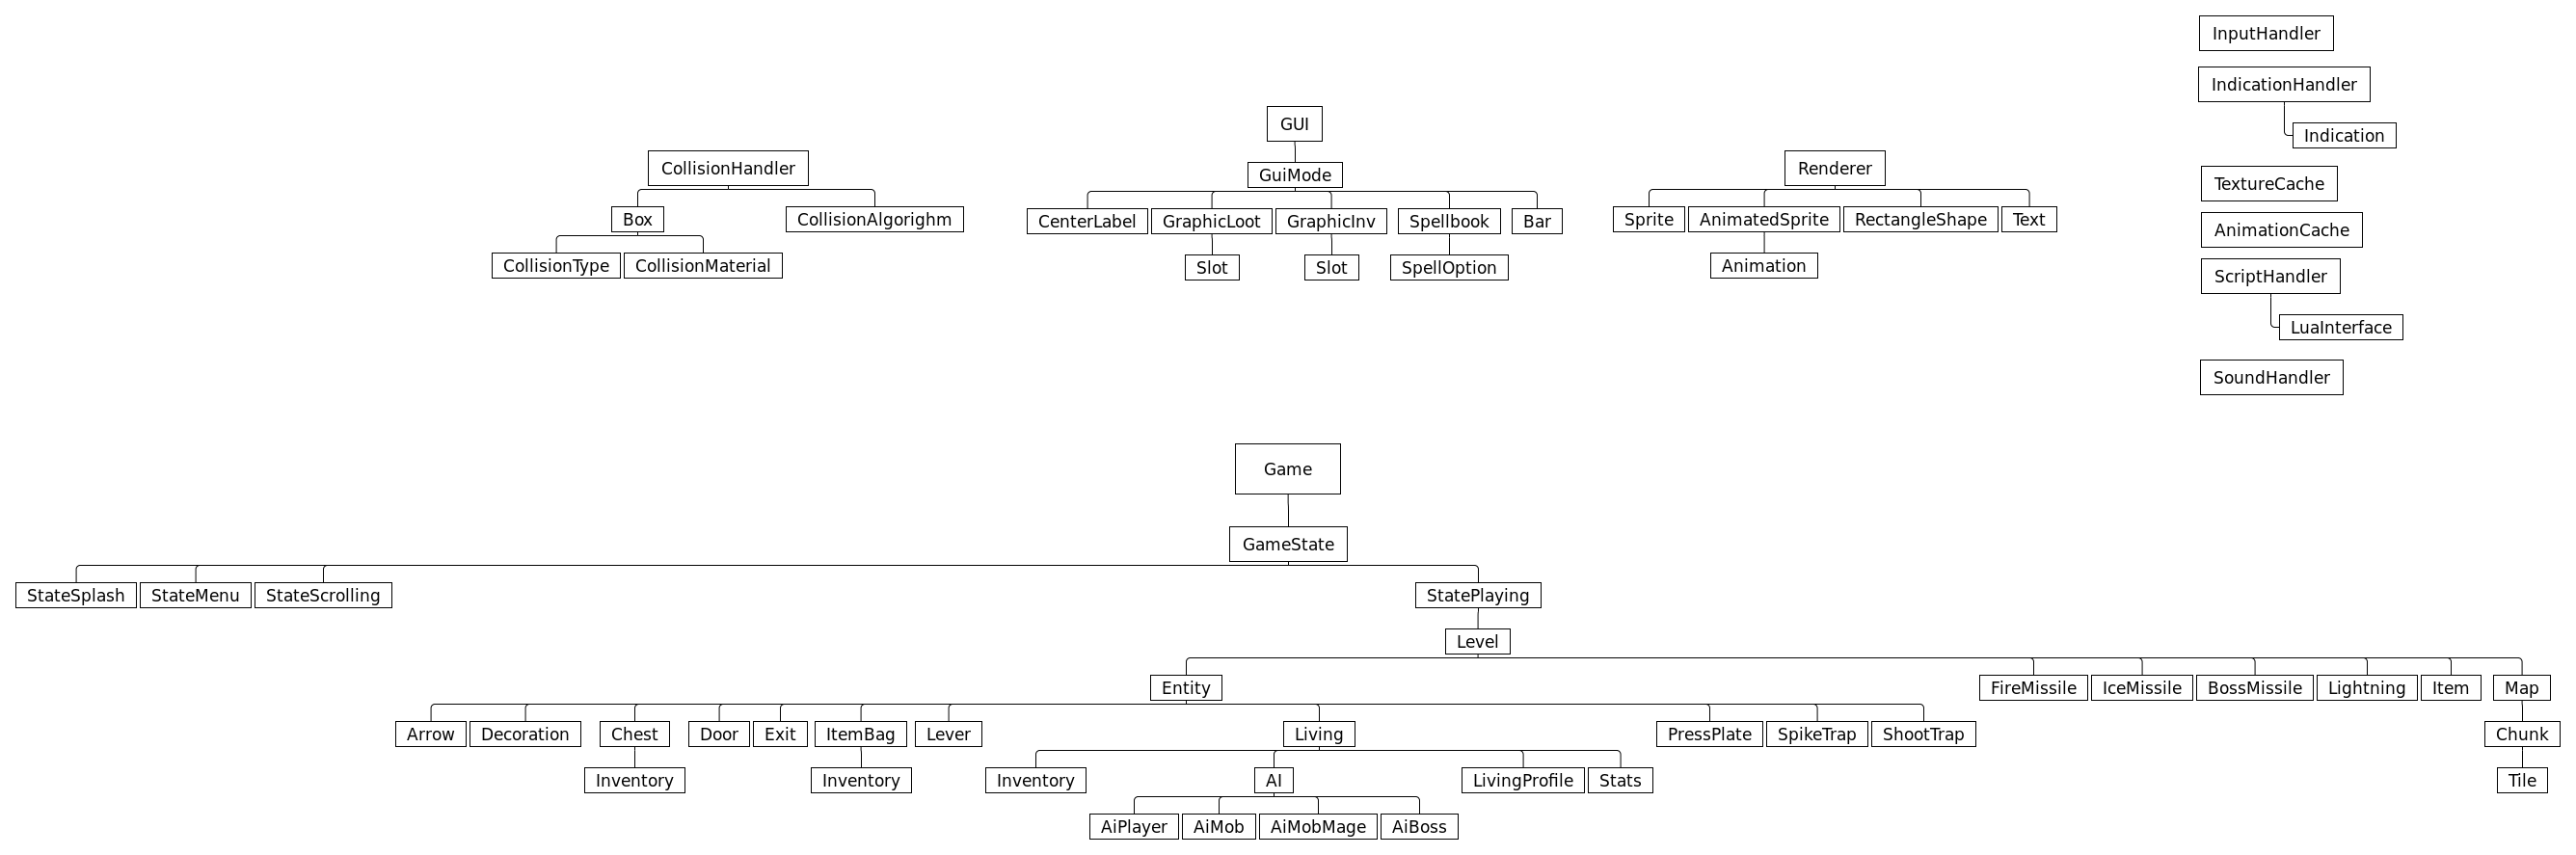 InputHandler
IndicationHandler
Indication
TextureCache
AnimationCache
ScriptHandler
LuaInterface
SoundHandler
CollisionHandler
Box
CollisionAlgorighm
CollisionType
CollisionMaterial
GUI
GuiMode
CenterLabel
GraphicLoot
GraphicInv
Spellbook
Bar
Slot
Slot
SpellOption
Renderer
Sprite
AnimatedSprite
RectangleShape
Text
Animation
Game
GameState
StateSplash
StateMenu
StateScrolling
StatePlaying
Level
Entity
FireMissile
IceMissile
BossMissile
Lightning
Item
Map
Arrow
Decoration
Chest
Door
Exit
ItemBag
Lever
Living
PressPlate
SpikeTrap
ShootTrap
Chunk
Inventory
Inventory
Inventory
AI
LivingProfile
Stats
Tile
AiPlayer
AiMob
AiMobMage
AiBoss